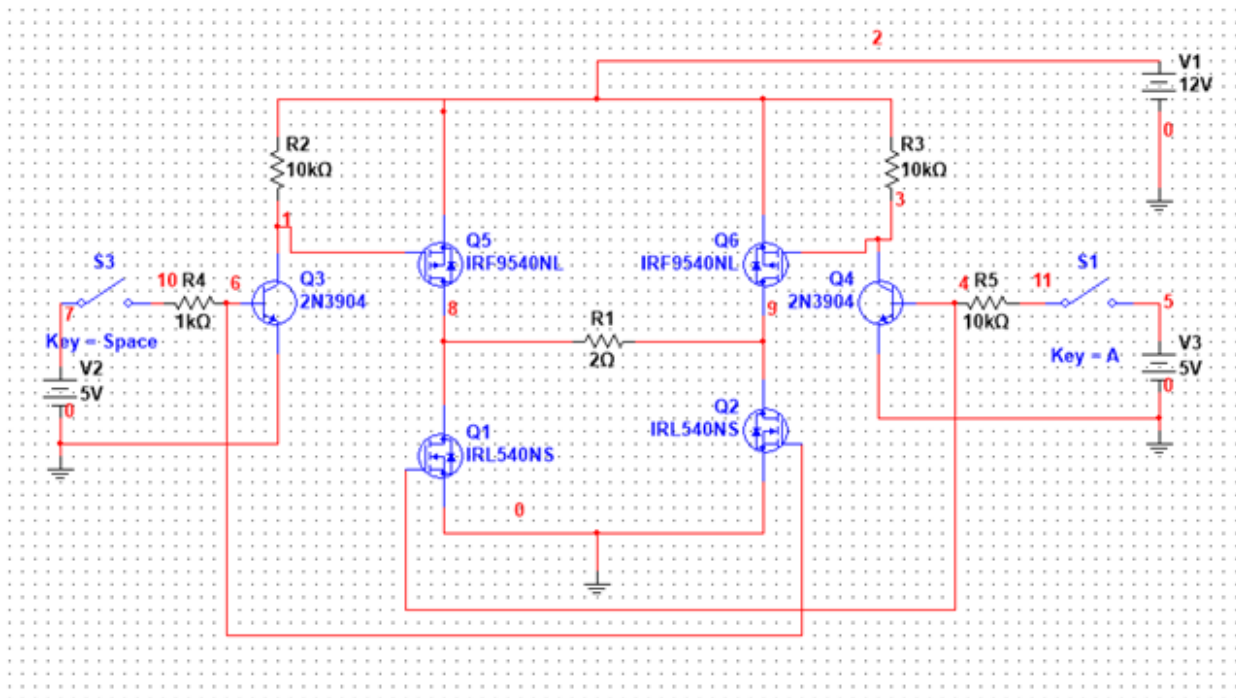 2
V1
12V
0
R2
10kΩ
R3
10kΩ
1
3
Q5
IRF9540NL
Q6
IRF9540NL
S3
10
R4
1kΩ
6
Q3
2N3904
7
Key = Space
V2
5V
0
8
R1
2Ω
9
Q4
2N3904
4
R5
10kΩ
11
S1
5
Key = A
V3
5V
0
Q1
IRL540NS
Q2
IRL540NS
0